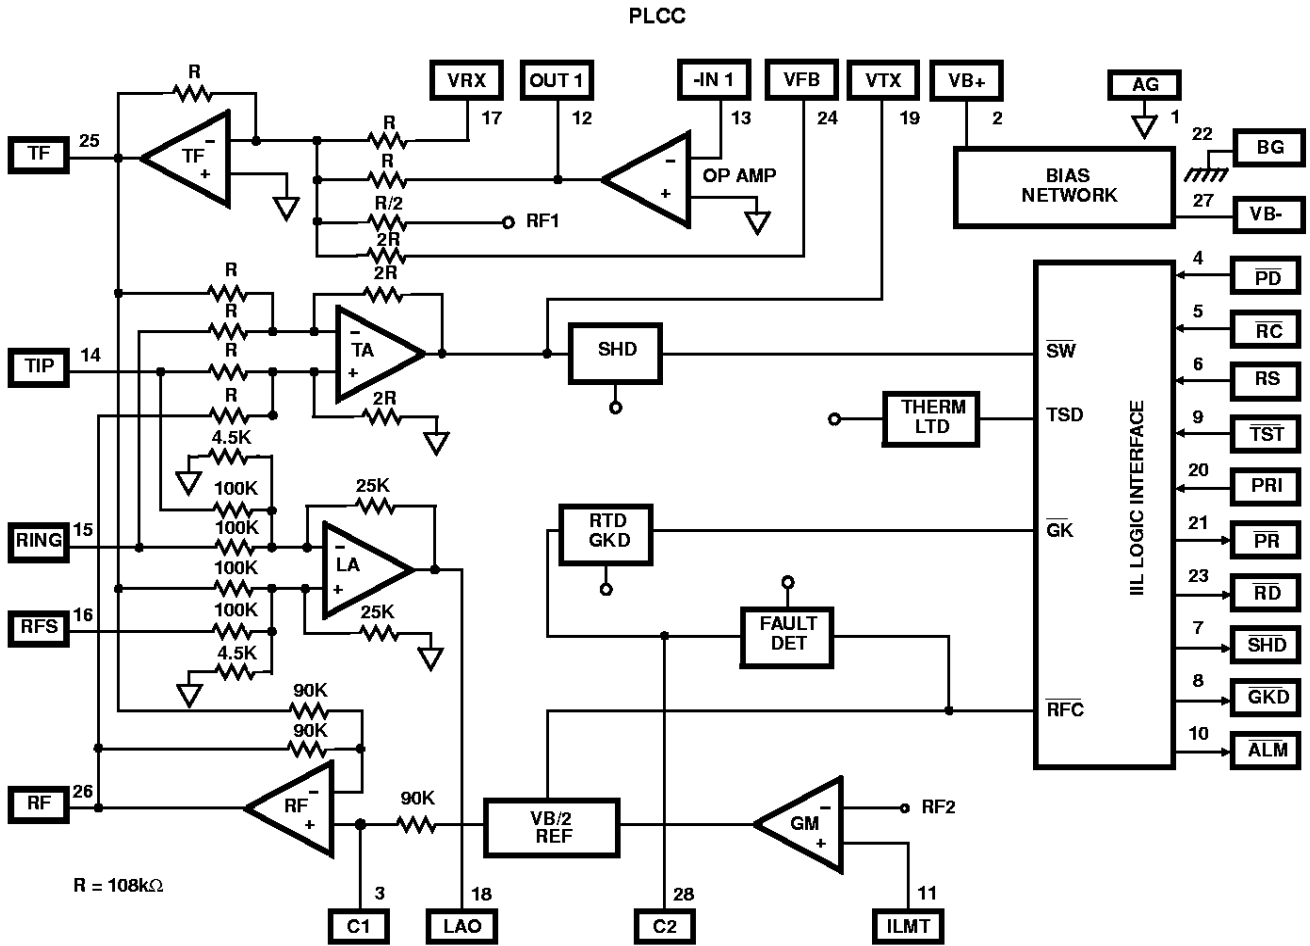 PLCC
R
VRX
OUT 1
-IN 1
VFB
VTX
VB+
AG
17
12
13
24
19
2
1
TF
25
TF
-
+
R
R
R/2
RF1
2R
OP AMP
-
+
BIAS
NETWORK
22
BG
27
VB-
R
2R
R
TIP
14
R
R
TA
-
+
2R
SHD
SW
4
PD
5
RC
6
RS
THERM
LTD
TSD
9
TST
4.5K
100K
25K
20
PRI
RING
15
100K
LA
-
+
RTD
GKD
GK
IIL LOGIC INTERFACE
21
PR
100K
23
RD
RFS
16
100K
25K
FAULT
DET
7
SHD
4.5K
90K
RFC
8
GKD
90K
10
ALM
RF
26
RF
-
+
90K
VB/2
REF
GM
-
+
RF2
R = 108kΩ
3
18
28
11
C1
LAO
C2
ILMT